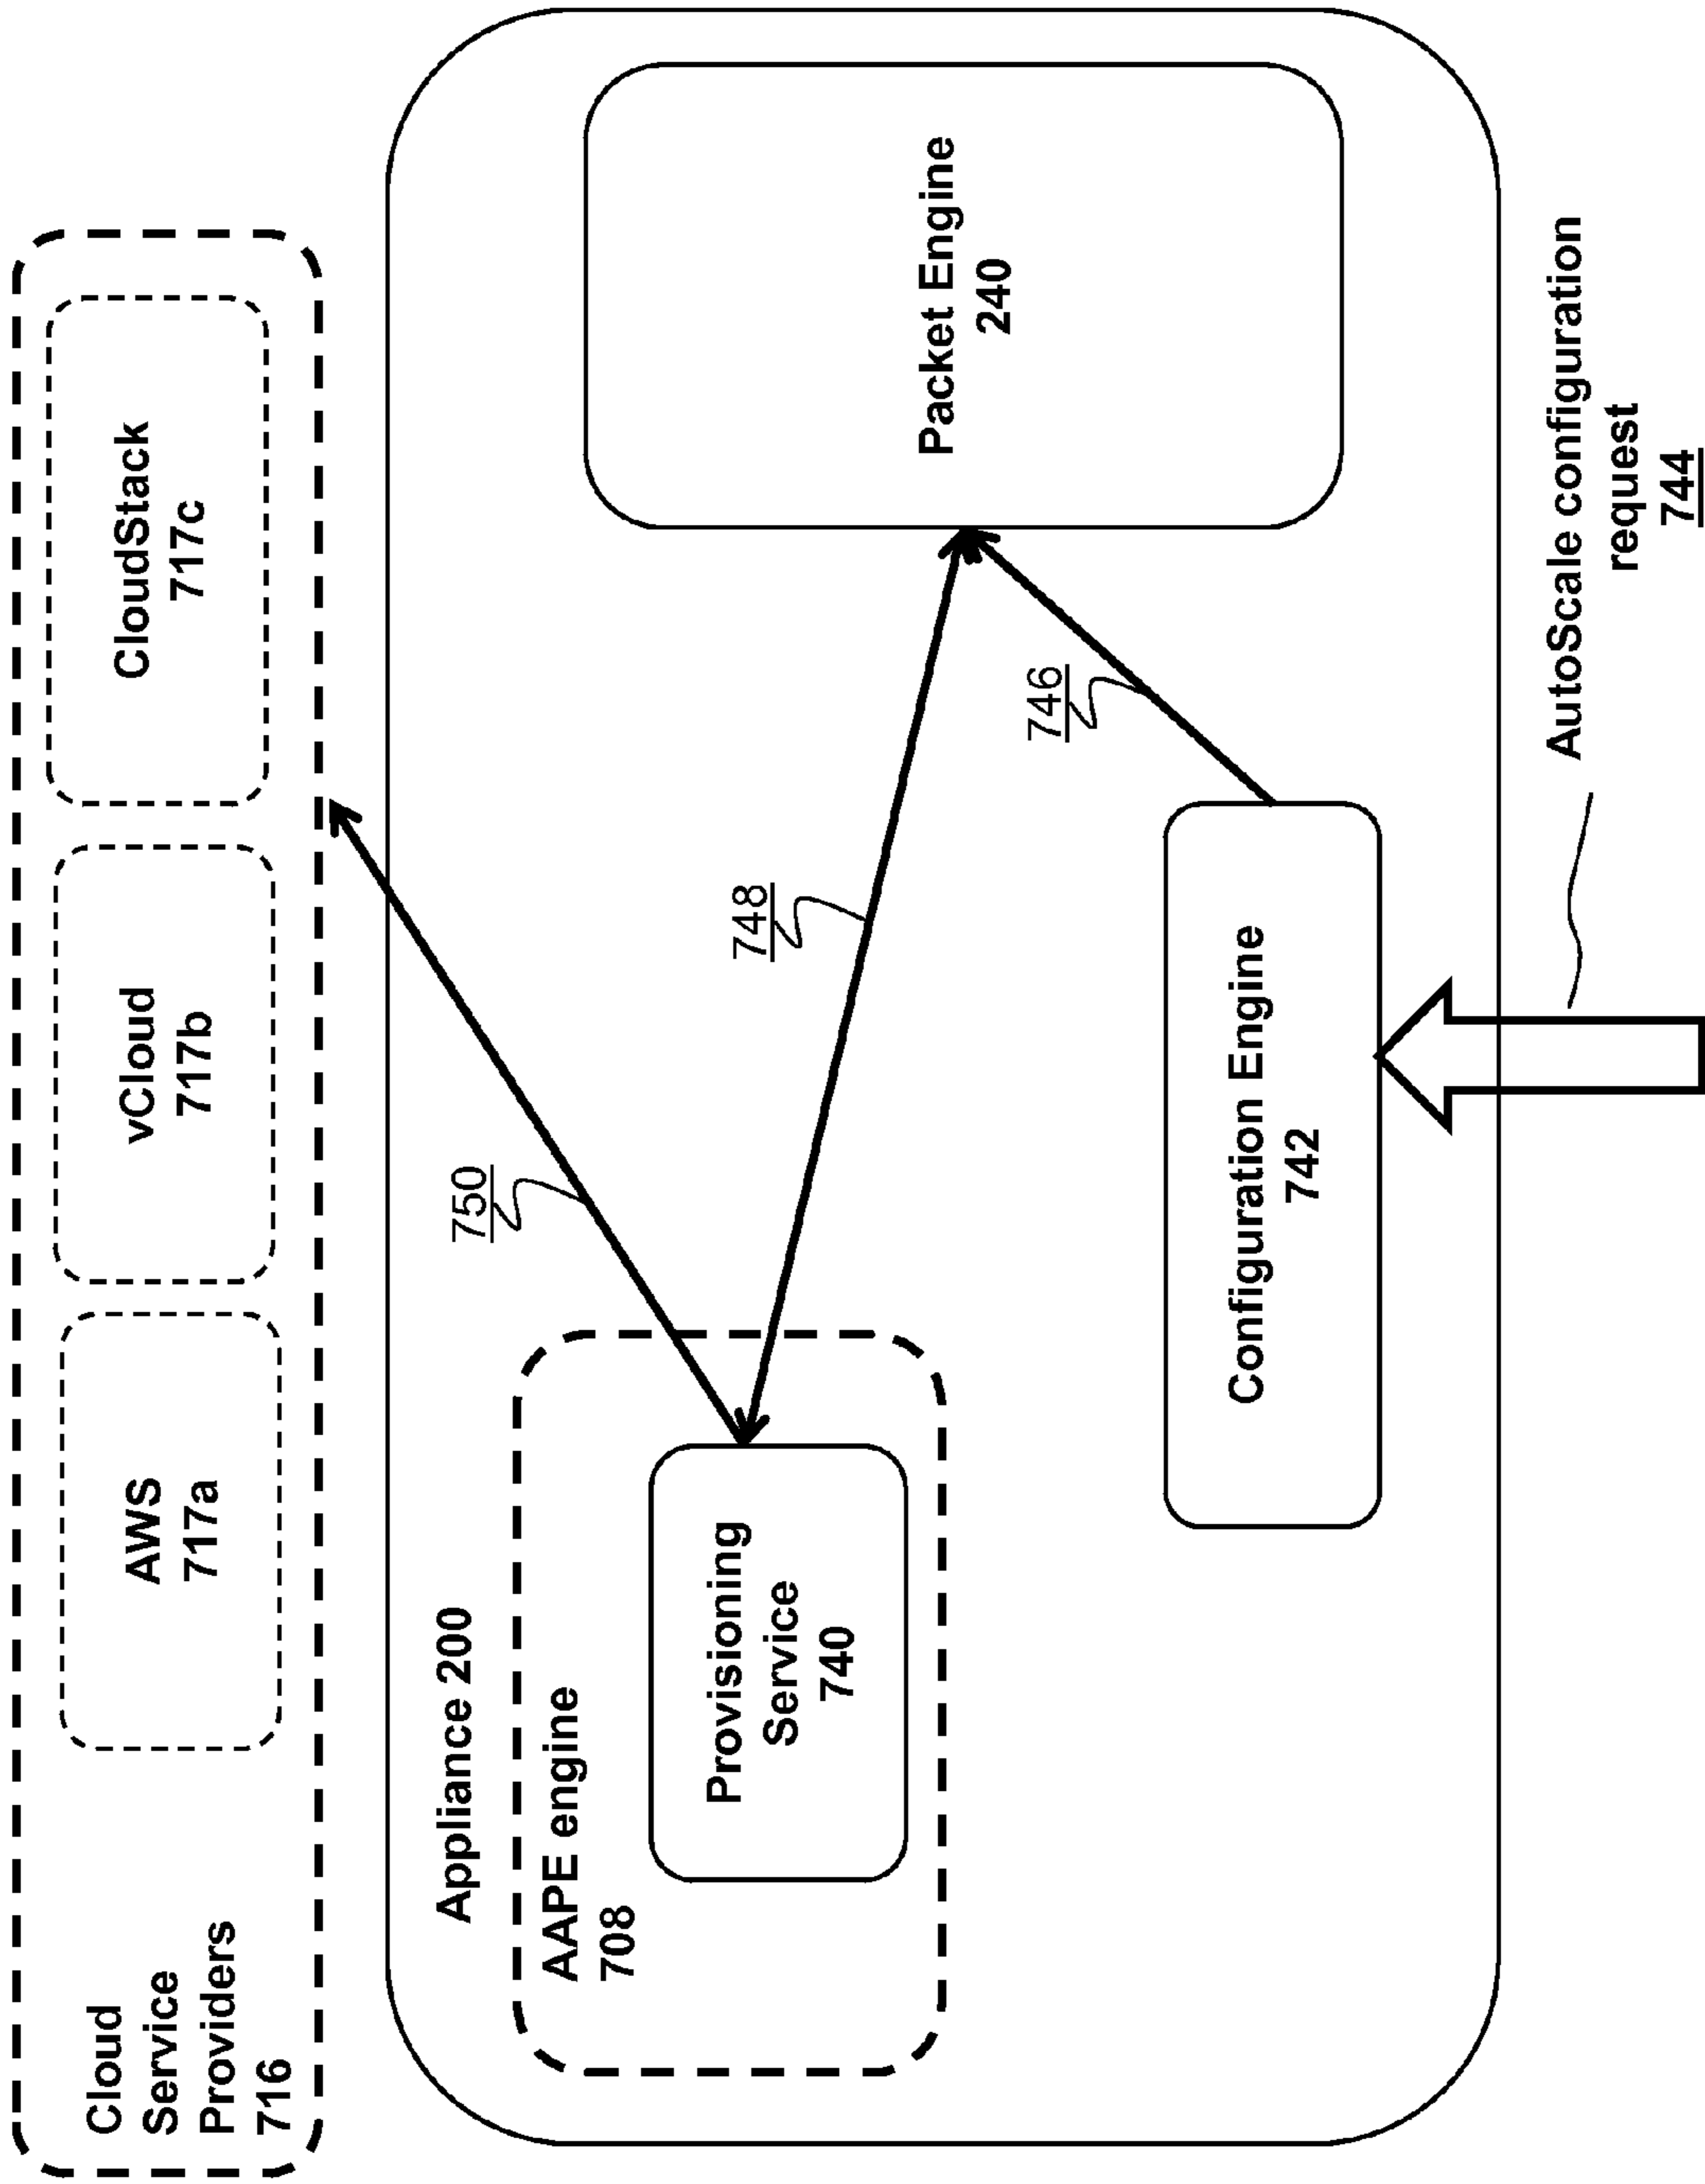 Cloud
Service
Providers
716
AWS
717a
vCloud
717b
CloudStack
717c
Appliance 200
AAPE engine
708
Provisioning
Service
740
750
748
746
Packet Engine
240
Configuration Engine
742
AutoScale configuration
request
744